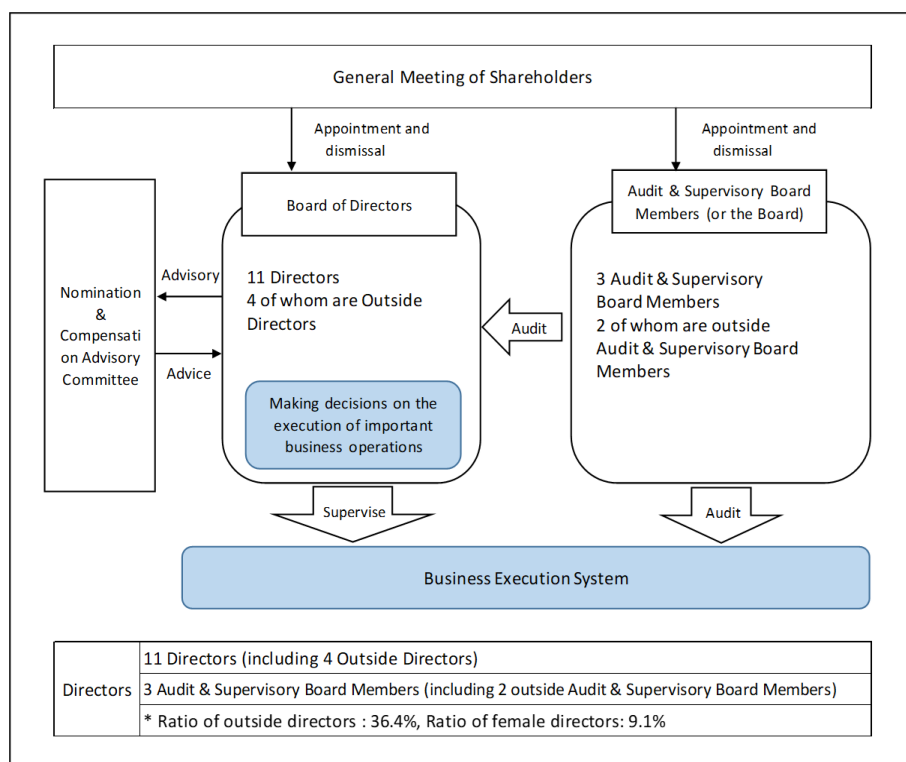 General Meeting of Shareholders
Appointment and
dismissal
Appointment and
dismissal
Board of Directors
Audit & Supervisory Board
Members (or the Board)
Nomination
&
Compensati
on Advisory
Committee
Advisory
Advice
11 Directors
4 of whom are Outside
Directors
Making decisions on the
execution of important
business operations
Audit
3 Audit & Supervisory
Board Members
2 of whom are outside
Audit & Supervisory Board
Members
Supervise
Audit
Business Execution System
Directors
11 Directors (including 4 Outside Directors)
3 Audit & Supervisory Board Members (including 2 outside Audit & Supervisory Board Members)
* Ratio of outside directors : 36.4%, Ratio of female directors: 9.1%